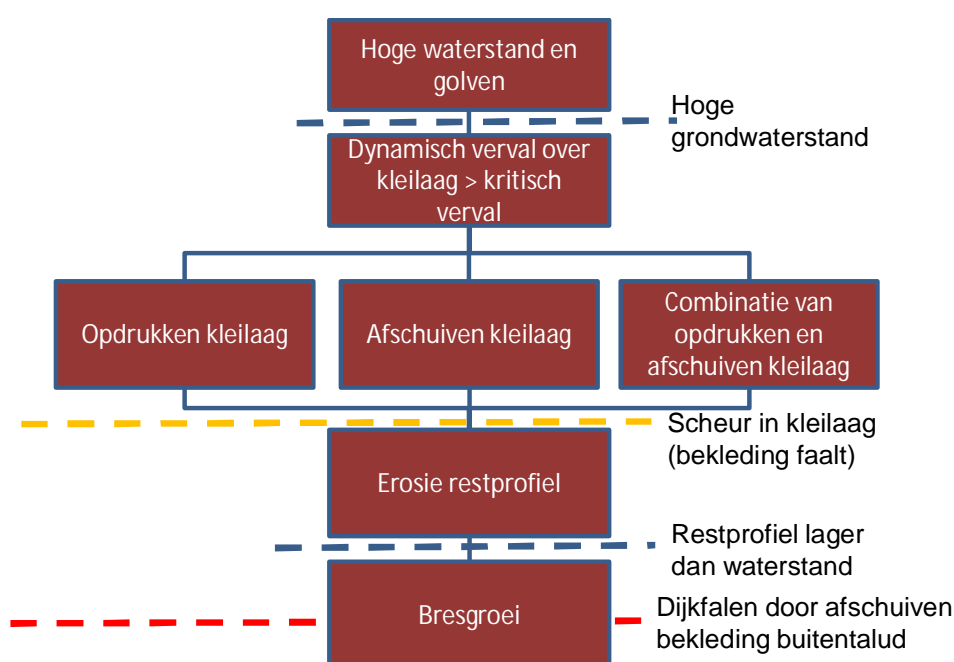 Hoge waterstand en
golven
Hoge
grondwaterstand
Dynamisch verval over
kleilaag > kritisch
verval
Opdrukken kleilaag
Afschuiven kleilaag
Combinatie van
opdrukken en
afschuiven kleilaag
Scheur in kleilaag
(bekleding faalt)
Erosie restprofiel
Restprofiel lager
dan waterstand
Bresgroei
Dijkfalen door afschuiven
bekleding buitentalud